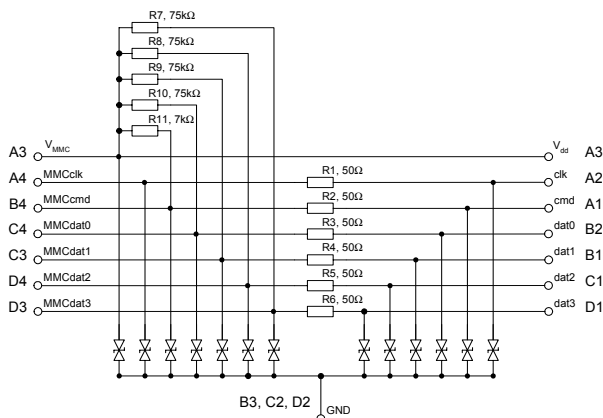 R7, 75kΩ
R8, 75kΩ
R9, 75kΩ
R10, 75kΩ
R11, 7kΩ
A3 VMMC Vdd A3
A4 MMCclk R1, 50Ω clk A2
B4 MMCcmd R2, 50Ω cmd A1
C4 MMCdat0 R3, 50Ω dat0 B2
C3 MMCdat1 R4, 50Ω dat1 B1
D4 MMCdat2 R5, 50Ω dat2 C1
D3 MMCdat3 R6, 50Ω dat3 D1
B3, C2, D2
GND